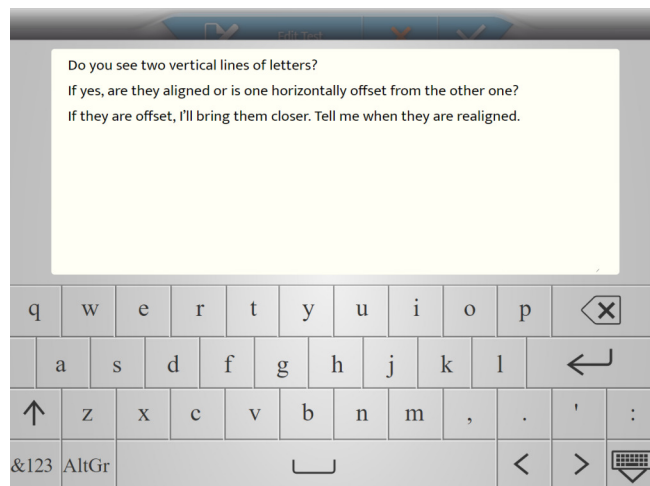 Edit Test
Do you see two vertical lines of letters?
If yes, are they aligned or is one horizontally offset from the other one?
If they are offset, I'll bring them closer. Tell me when they are realigned.
q w e r t y u i o p
a s d f g h j k l
z x c v b n m , . ' :
&123 AltGr < >